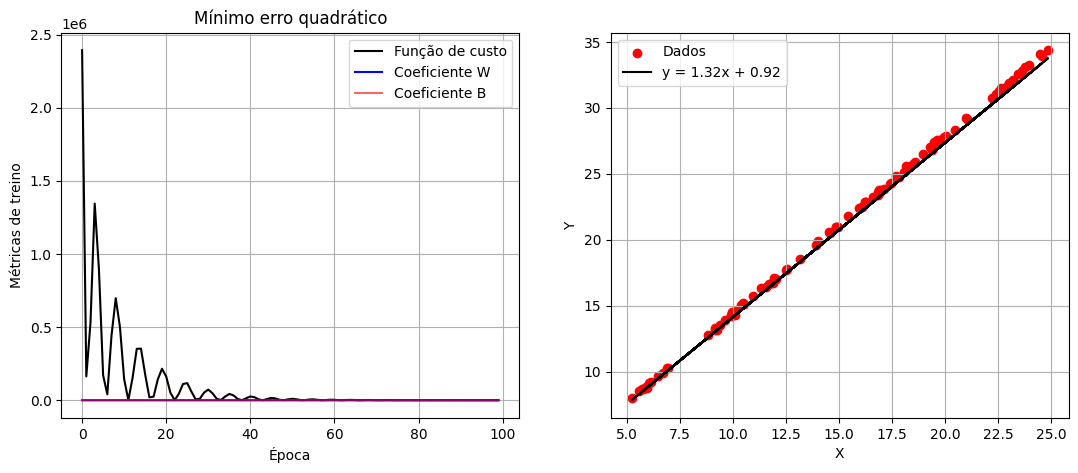 Mínimo erro quadrático
1e6
2.5
2.0
1.5
1.0
0.5
0.0
Métricas de treino
0 20 40 60 80 100
Época
Função de custo
Coeficiente W
Coeficiente B
35
30
25
20
15
10
Y
5.0 7.5 10.0 12.5 15.0 17.5 20.0 22.5 25.0
X
Dados
y = 1.32x + 0.92